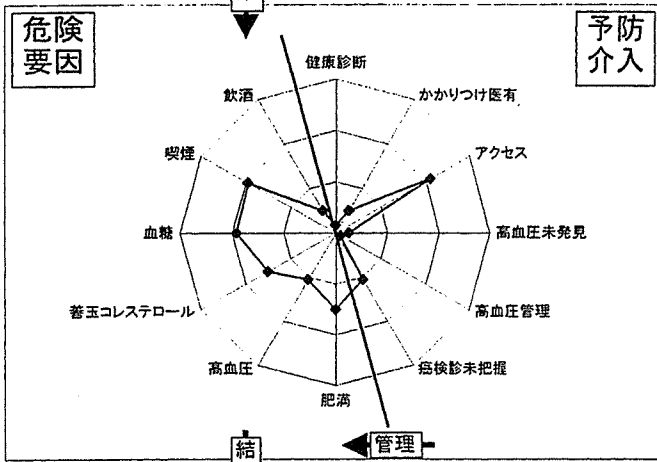 危険
要因
予防
介入
健康診断
飲酒
かかりつけ医有
喫煙
アクセス
血糖
高血圧未発見
善玉コレステロール
高血圧管理
高血圧
癌検診未把握
肥満
結
管理